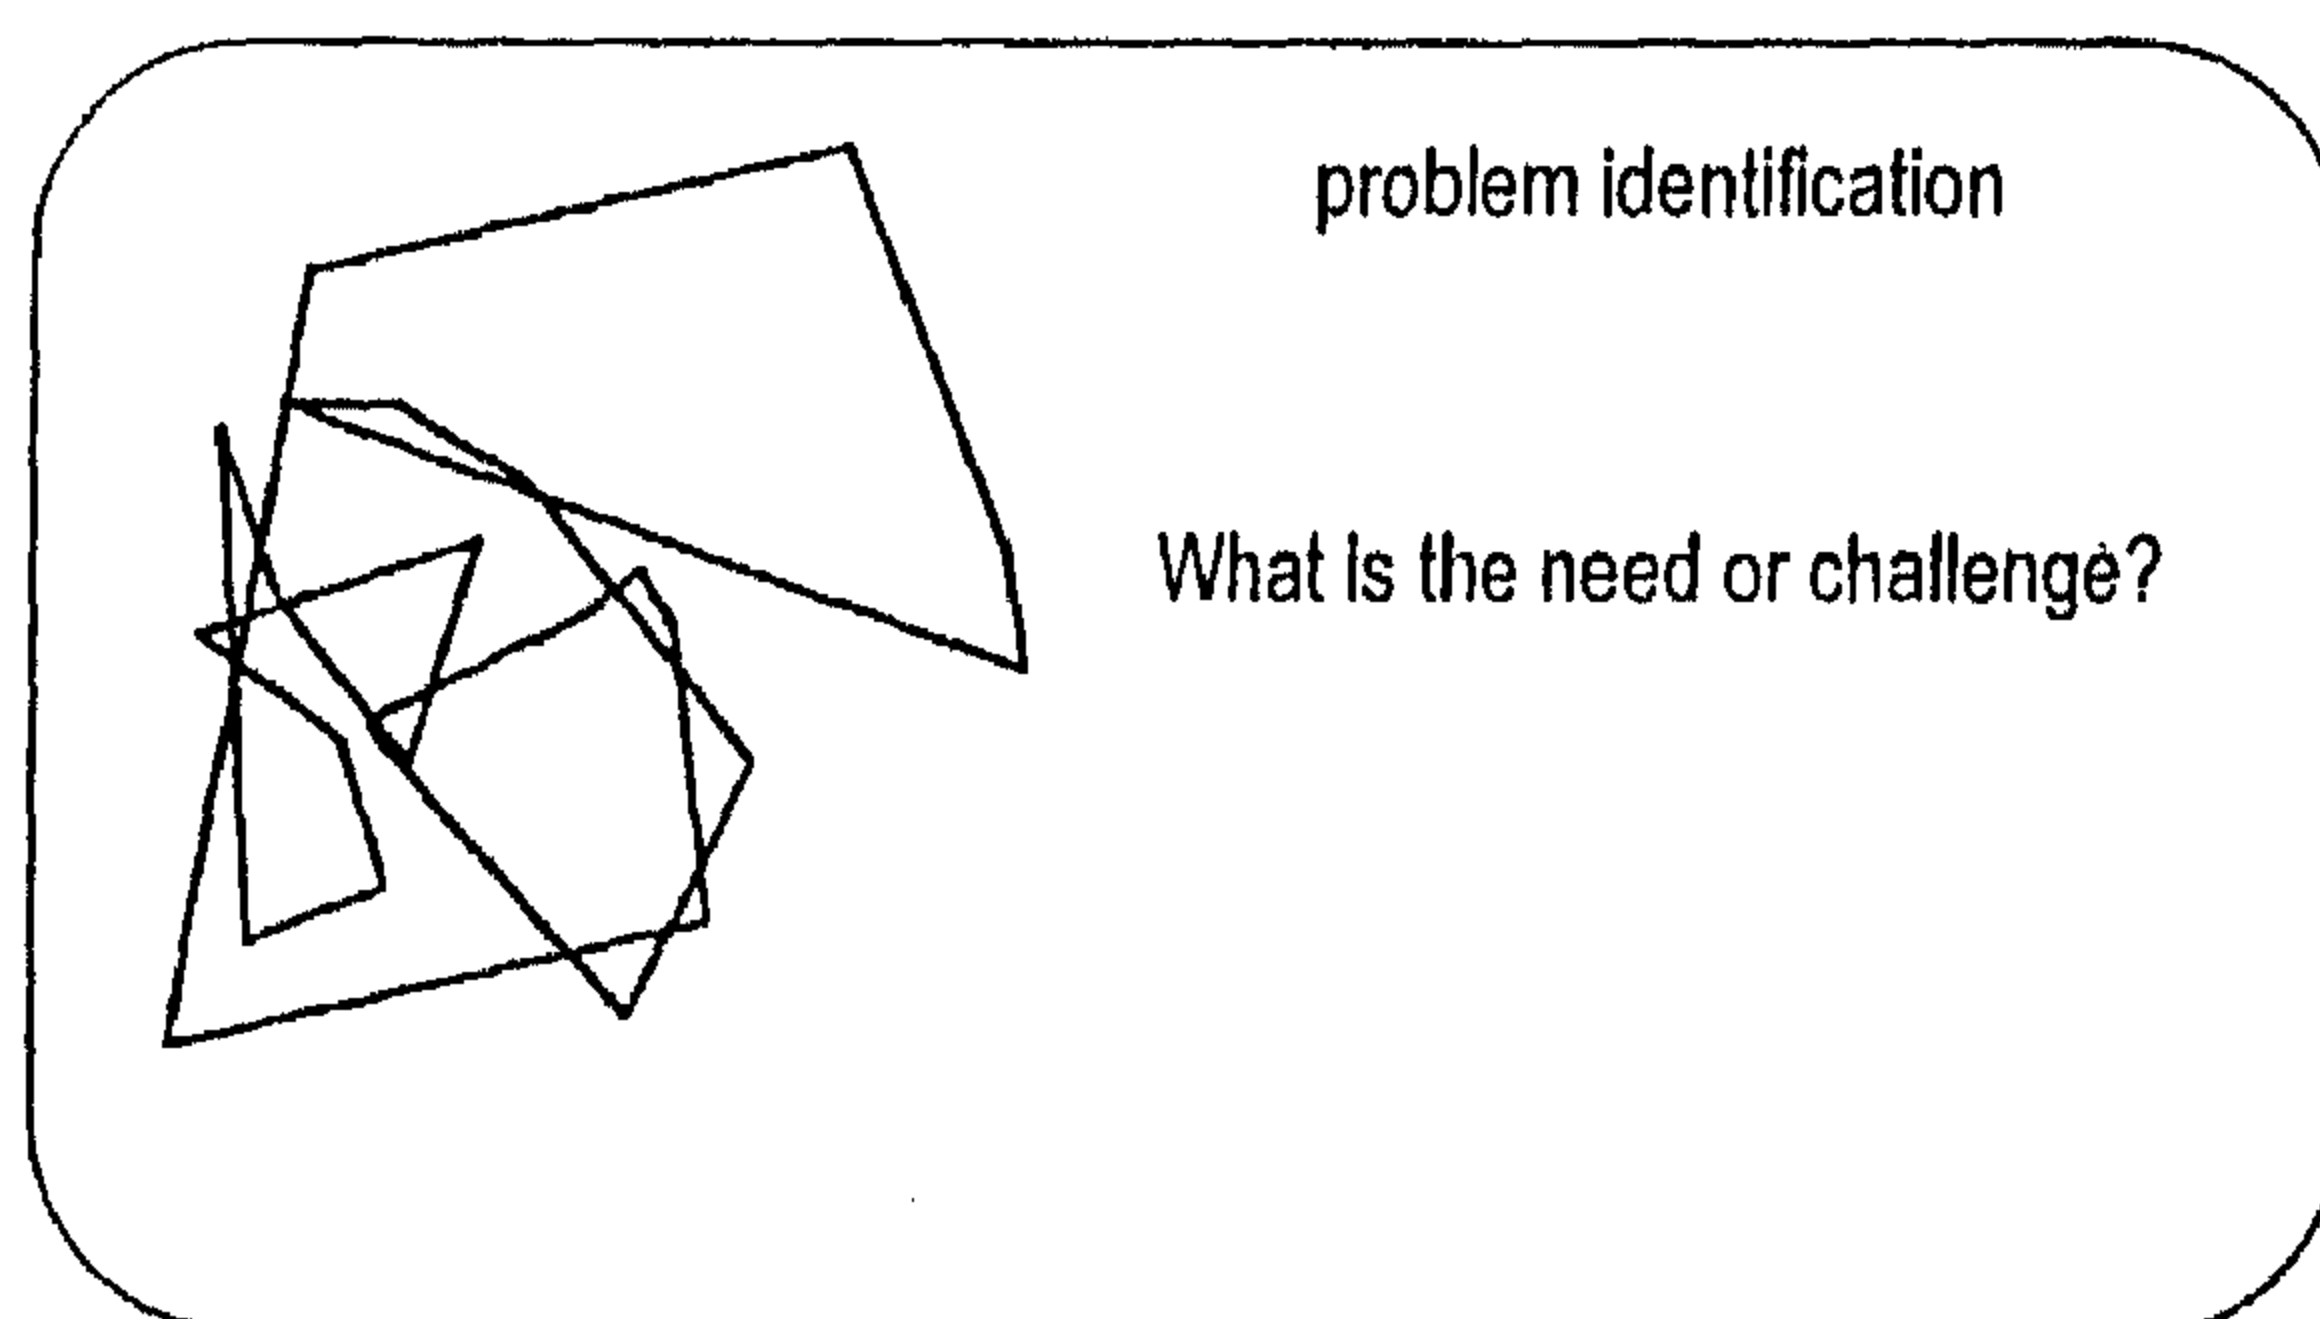 problem identification
What is the need or challenge?